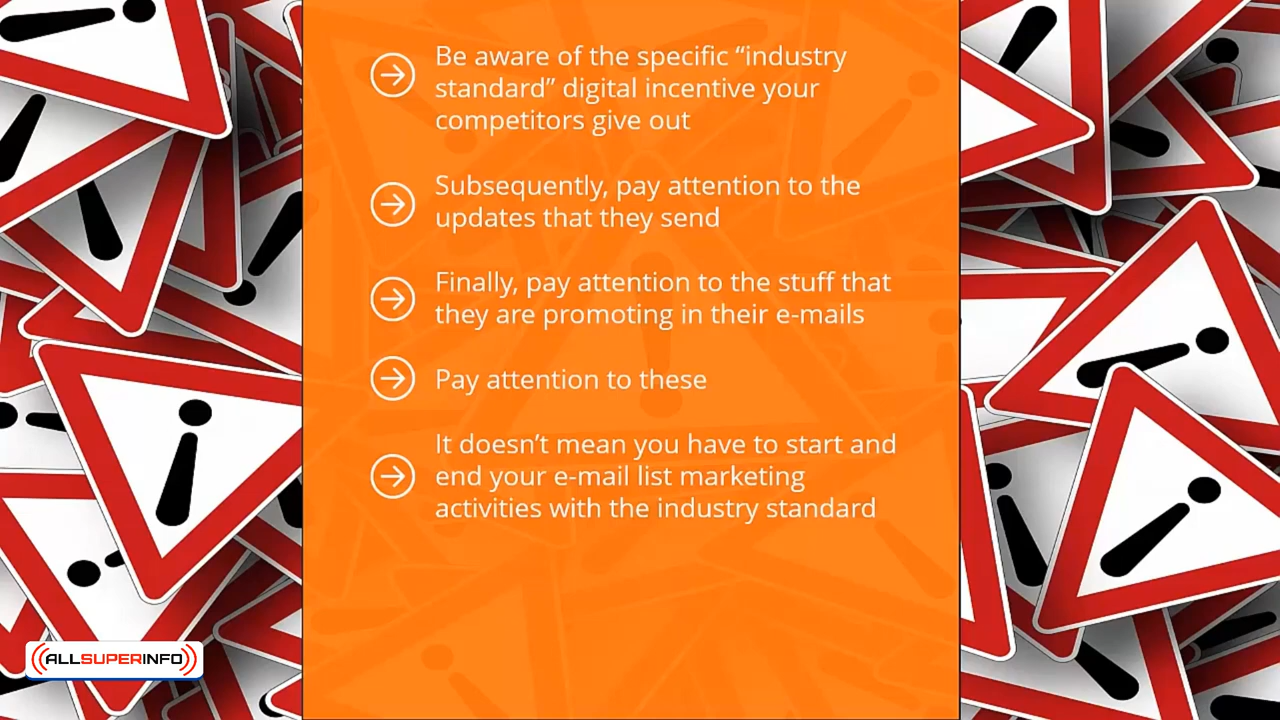 Be aware of the specific “industry
standard” digital incentive your
competitors give out
Subsequently, pay attention to the
updates that they send
Finally, pay attention to the stuff that
they are promoting in their e-mails
Pay attention to these
It doesn’t mean you have to start and
end your e-mail list marketing
activities with the industry standard
ALLSUPERINFO